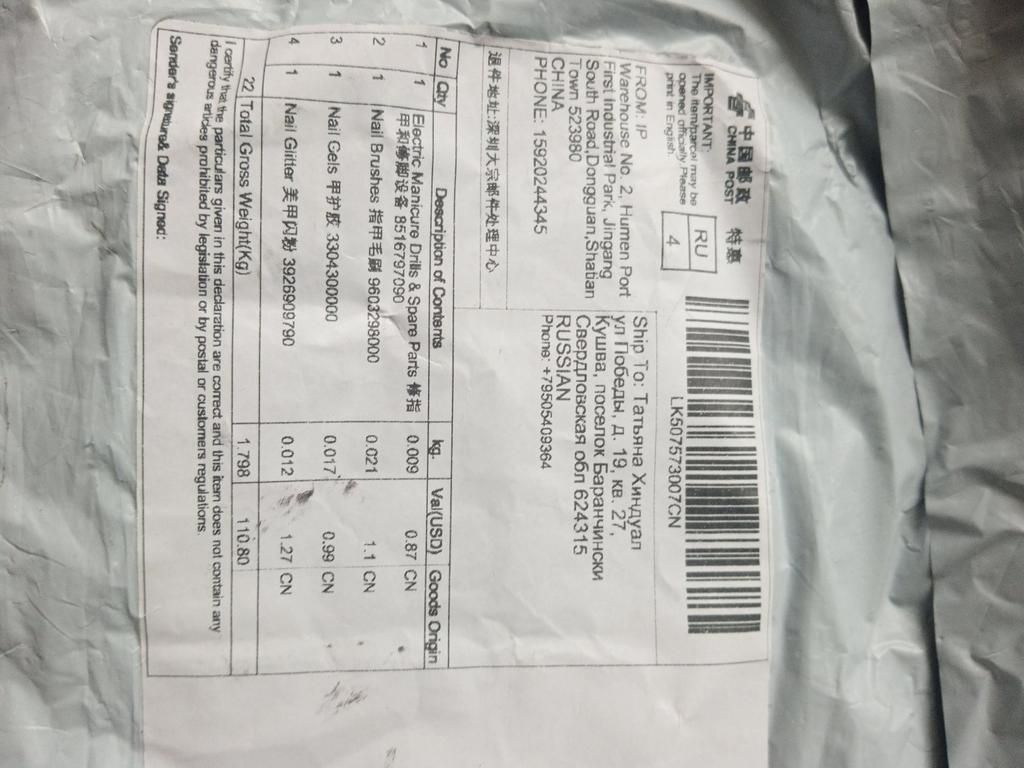 中国邮政
CHINA POST
特惠
IMPORTANT:
The item/parcel may be
opened officially Please
print in English.
RU
4
LK507573007CN
FROM: IP
Warehouse No. 2, Humen Port
First Industrial Park, Jingang
South Road,Dongguan,Shatian
Town 523980
CHINA
PHONE: 15920244345
退件地址:深圳大宗邮件处理中心
Ship To: Татьяна Хиндуал
ул Победы, д. 19, кв. 27,
Кушва, поселок Баранчински
Свердловская обл 624315
RUSSIAN
Phone: +79505409364
No Qty Description of Contents kg. Val(USD) Goods Origin
1 1 Electric Manicure Drills & Spare Parts 修指
甲和修脚设备 8516797090 0.009 0.87 CN
2 1 Nail Brushes 指甲毛刷 9603298000 0.021 1.1 CN
3 1 Nail Gels 甲护胶 3304300000 0.017 0.99 CN
4 1 Nail Glitter 美甲闪粉 3926909790 0.012 1.27 CN
22 Total Gross Weight(Kg) 1.798 110.80
I certify that the particulars given in this declaration are correct and this item does not contain any
dangerous articles prohibited by legislation or by postal or customers regulations.
Sender's signure& Data Signed: